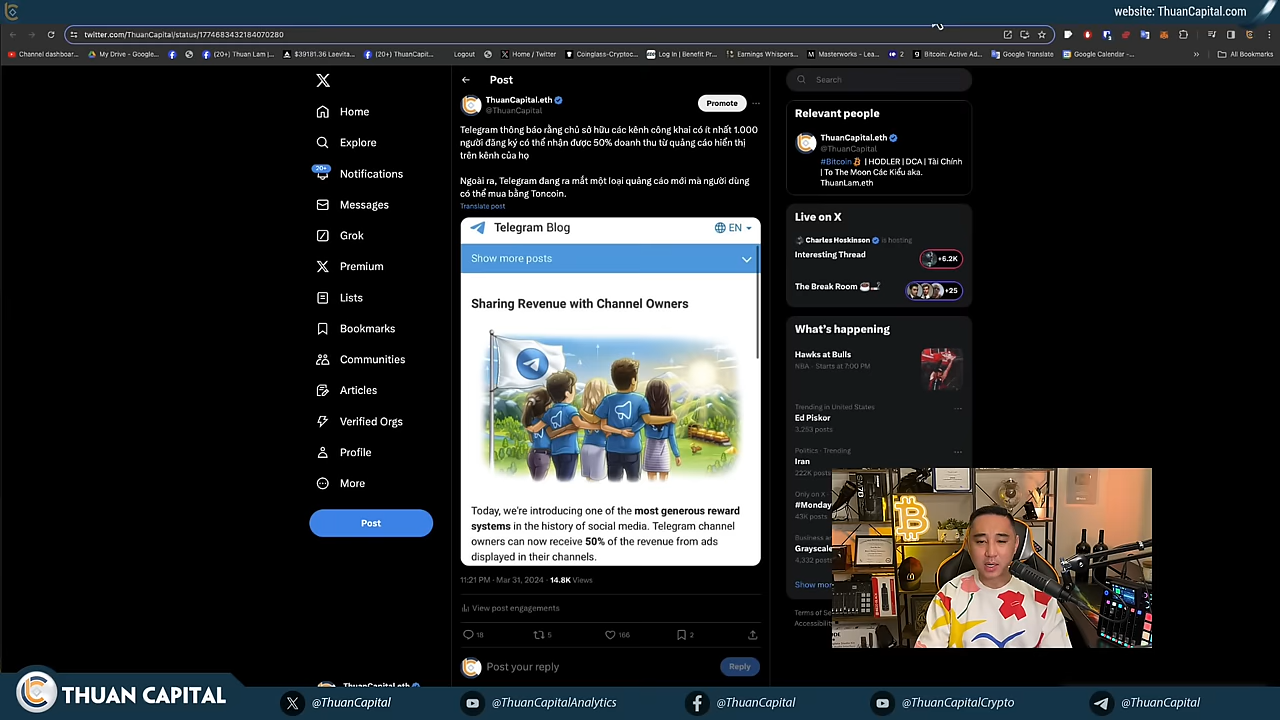 website: ThuanCapital.com
twitter.com/ThuanCapital/status/1774683432184070280
Channel dashboar...
My Drive - Google...
(20+) Thuan Lam |...
$39181.36 Laevita...
(20+) ThuanCapit...
Logout
Home / Twitter
Coinglass-Cryptoc...
Log In | Benefit Pr...
Earnings Whispers...
Masterworks - Lea...
2
Bitcoin: Active Ad...
Google Translate
Google Calendar -...
All Bookmarks
Home
Explore
20+
Notifications
Messages
Grok
Premium
Lists
Bookmarks
Communities
Articles
Verified Orgs
Profile
More
Post
ThuanCapital.eth
Post
ThuanCapital.eth
@ThuanCapital
Promote
Telegram thông báo rằng chủ sở hữu các kênh công khai có ít nhất 1.000
người đăng ký có thể nhận được 50% doanh thu từ quảng cáo hiển thị
trên kênh của họ
Ngoài ra, Telegram đang ra mắt một loại quảng cáo mới mà người dùng
có thể mua bằng Toncoin.
Translate post
Telegram Blog
EN
Show more posts
Sharing Revenue with Channel Owners
Today, we're introducing one of the most generous reward
systems in the history of social media. Telegram channel
owners can now receive 50% of the revenue from ads
displayed in their channels.
11:21 PM · Mar 31, 2024 · 14.8K Views
View post engagements
18
5
166
2
Post your reply
Reply
Search
Relevant people
ThuanCapital.eth
@ThuanCapital
#Bitcoin | HODLER | DCA | Tài Chính
| To The Moon Các Kiểu aka.
ThuanLam.eth
Live on X
Charles Hoskinson is hosting
Interesting Thread
+6.2K
The Break Room
+25
What's happening
Hawks at Bulls
NBA · Starts at 7:00 PM
Trending in United States
Ed Piskor
3,253 posts
Politics · Trending
Iran
222K posts
Only on X
#Monday
43K posts
Business an
Grayscale
4,332 posts
Show mor
Terms of Se
Accessibilit
THUAN CAPITAL
@ThuanCapital
@ThuanCapitalAnalytics
@ThuanCapital
@ThuanCapitalCrypto
@ThuanCapital